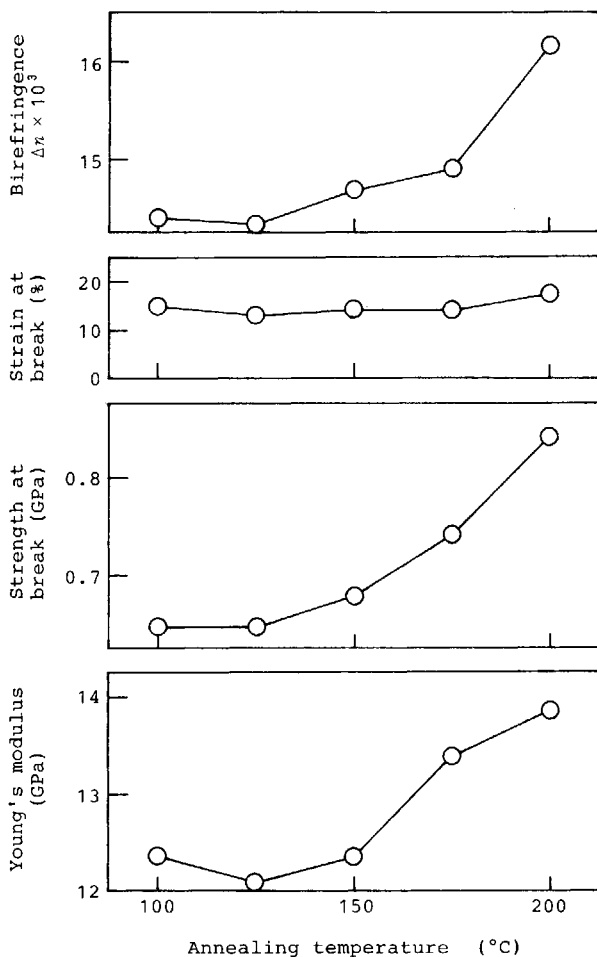 Birefringence
Δn × 10³
16
15
Strain at
break (%)
20
10
0
Strength at
break (GPa)
0.8
0.7
Young's modulus
(GPa)
14
13
12
100
150
200
Annealing temperature (°C)